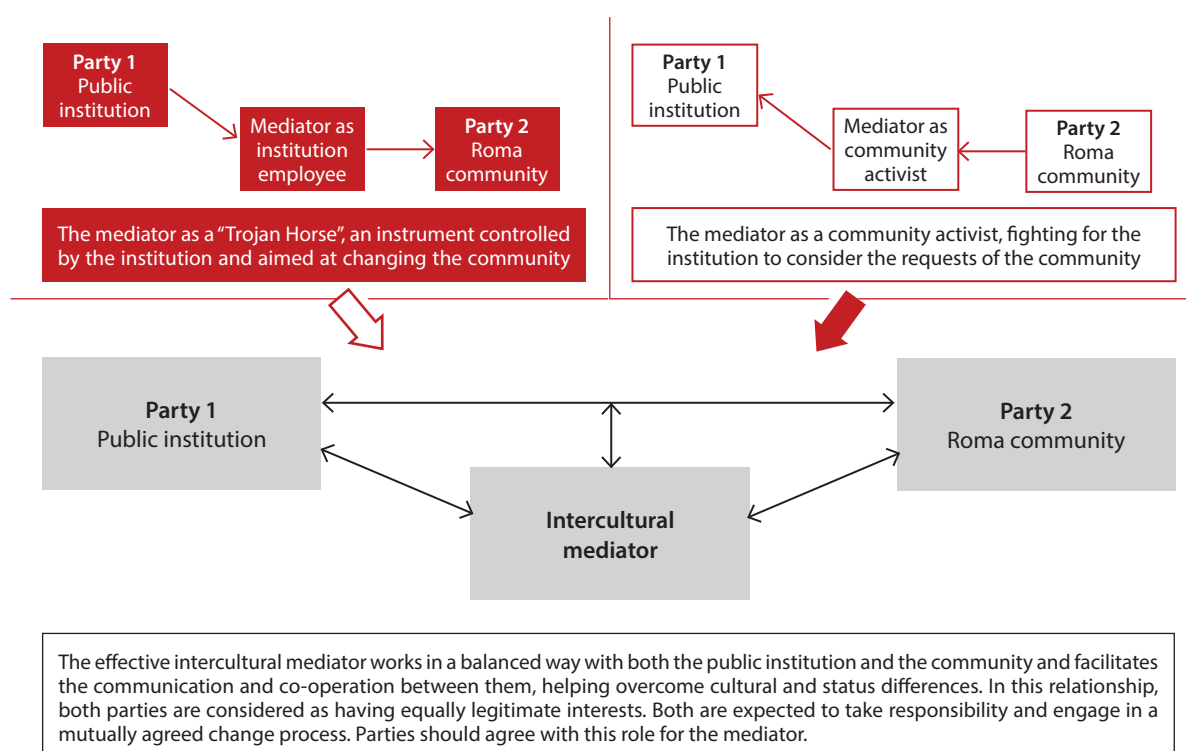 Party 1
Public
institution
Mediator as
institution
employee
Party 2
Roma
community
The mediator as a “Trojan Horse”, an instrument controlled
by the institution and aimed at changing the community
Party 1
Public
institution
Mediator as
community
activist
Party 2
Roma
community
The mediator as a community activist, fighting for the
institution to consider the requests of the community
Party 1
Public institution
Party 2
Roma community
Intercultural
mediator
The effective intercultural mediator works in a balanced way with both the public institution and the community and facilitates
the communication and co-operation between them, helping overcome cultural and status differences. In this relationship,
both parties are considered as having equally legitimate interests. Both are expected to take responsibility and engage in a
mutually agreed change process. Parties should agree with this role for the mediator.